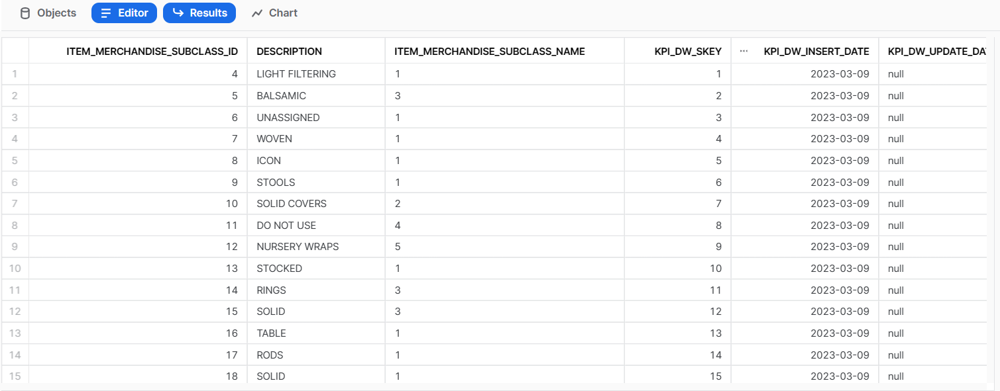 Objects Editor Results Chart
ITEM_MERCHANDISE_SUBCLASS_ID DESCRIPTION ITEM_MERCHANDISE_SUBCLASS_NAME KPI_DW_SKEY ··· KPI_DW_INSERT_DATE KPI_DW_UPDATE_DA
1 4 LIGHT FILTERING 1 1 2023-03-09 null
2 5 BALSAMIC 3 2 2023-03-09 null
3 6 UNASSIGNED 1 3 2023-03-09 null
4 7 WOVEN 1 4 2023-03-09 null
5 8 ICON 1 5 2023-03-09 null
6 9 STOOLS 1 6 2023-03-09 null
7 10 SOLID COVERS 2 7 2023-03-09 null
8 11 DO NOT USE 4 8 2023-03-09 null
9 12 NURSERY WRAPS 5 9 2023-03-09 null
10 13 STOCKED 1 10 2023-03-09 null
11 14 RINGS 3 11 2023-03-09 null
12 15 SOLID 3 12 2023-03-09 null
13 16 TABLE 1 13 2023-03-09 null
14 17 RODS 1 14 2023-03-09 null
15 18 SOLID 1 15 2023-03-09 null